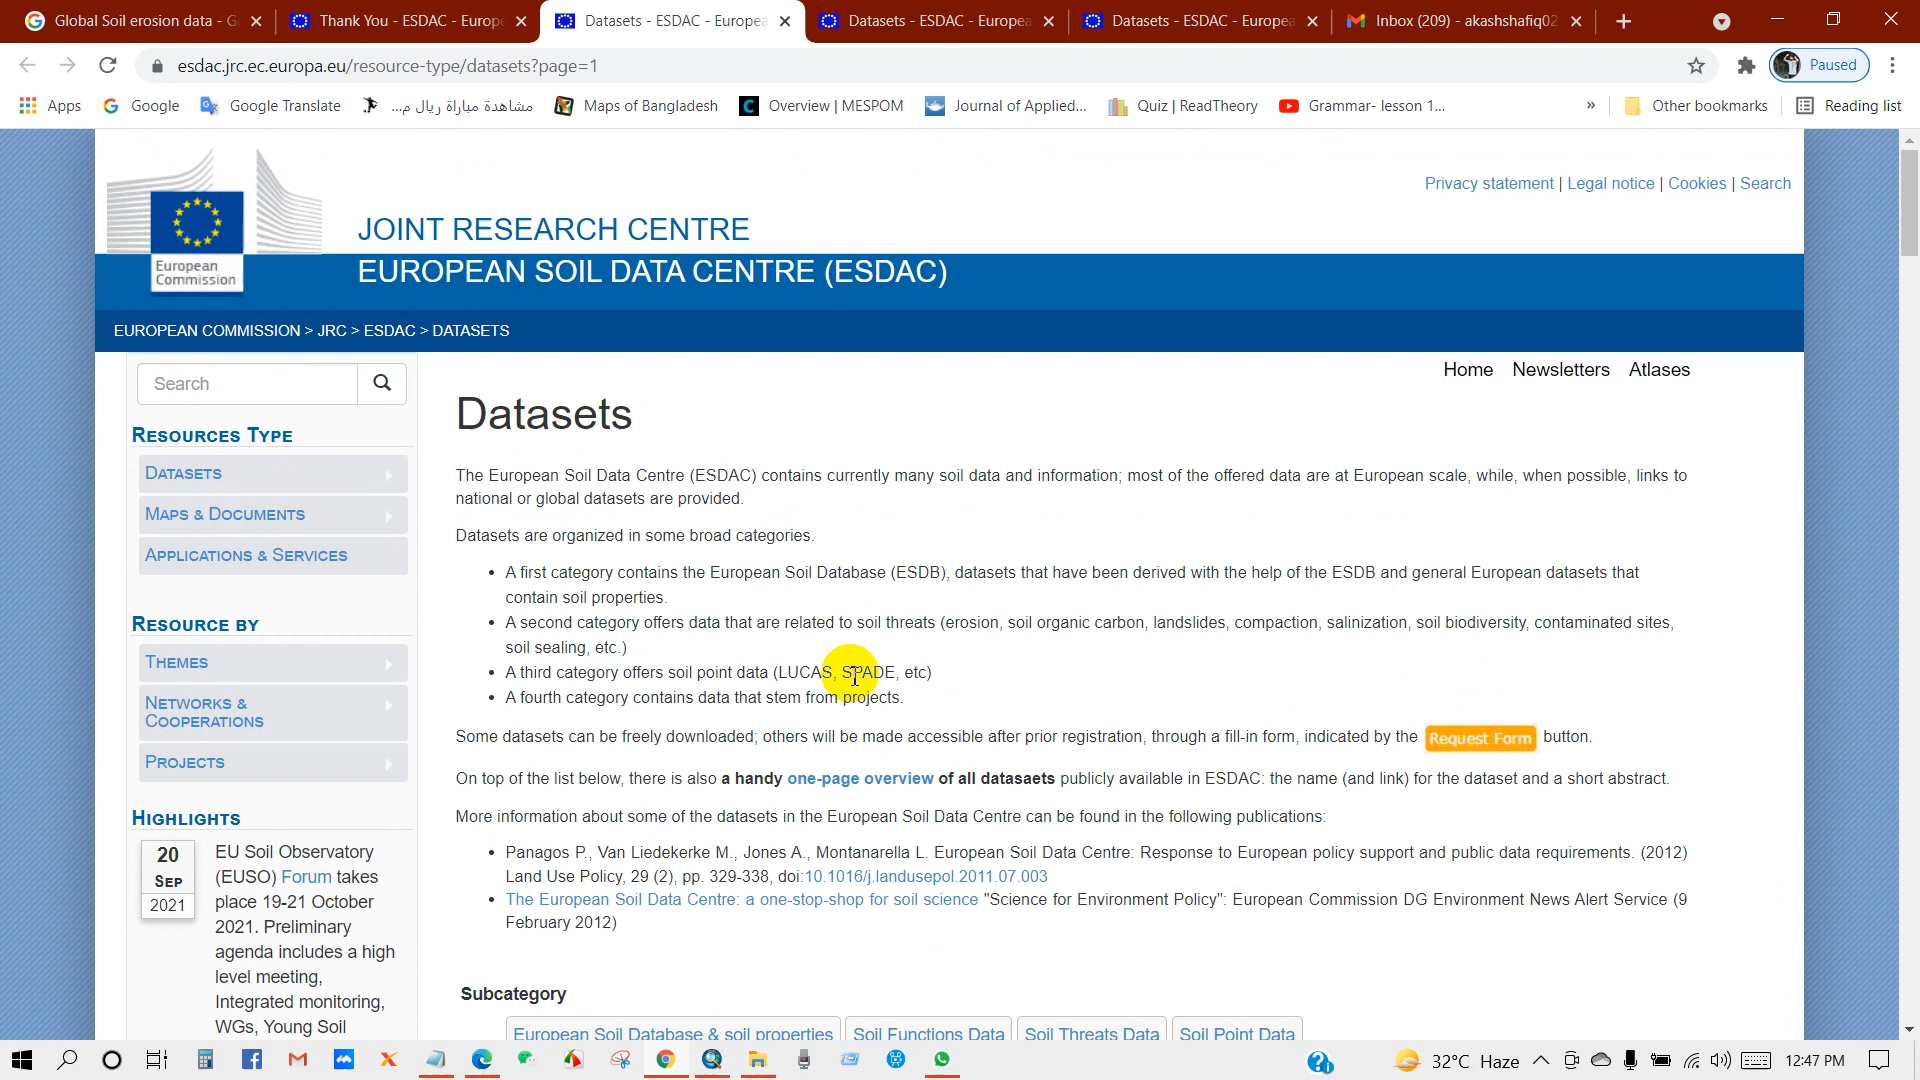 Global Soil erosion data - G
Thank You - ESDAC - Europe
Datasets - ESDAC - Europea
Datasets - ESDAC - Europea
Datasets - ESDAC - Europea
Inbox (209) - akashshafiq02
esdac.jrc.ec.europa.eu/resource-type/datasets?page=1
Paused
Apps
Google
Google Translate
مشاهدة مباراة ريال م...
Maps of Bangladesh
Overview | MESPOM
Journal of Applied...
Quiz | ReadTheory
Grammar- lesson 1...
»
Other bookmarks
Reading list
Privacy statement | Legal notice | Cookies | Search
JOINT RESEARCH CENTRE
EUROPEAN SOIL DATA CENTRE (ESDAC)
European
Commission
EUROPEAN COMMISSION > JRC > ESDAC > DATASETS
Home Newsletters Atlases
Search
RESOURCES TYPE
DATASETS
MAPS & DOCUMENTS
APPLICATIONS & SERVICES
RESOURCE BY
THEMES
NETWORKS &
COOPERATIONS
PROJECTS
HIGHLIGHTS
20
SEP
2021
EU Soil Observatory
(EUSO) Forum takes
place 19-21 October
2021. Preliminary
agenda includes a high
level meeting,
Integrated monitoring,
WGs, Young Soil
Datasets
The European Soil Data Centre (ESDAC) contains currently many soil data and information; most of the offered data are at European scale, while, when possible, links to
national or global datasets are provided.
Datasets are organized in some broad categories.
• A first category contains the European Soil Database (ESDB), datasets that have been derived with the help of the ESDB and general European datasets that
contain soil properties.
• A second category offers data that are related to soil threats (erosion, soil organic carbon, landslides, compaction, salinization, soil biodiversity, contaminated sites,
soil sealing, etc.)
• A third category offers soil point data (LUCAS, SPADE, etc)
• A fourth category contains data that stem from projects.
Some datasets can be freely downloaded; others will be made accessible after prior registration, through a fill-in form, indicated by the Request Form button.
On top of the list below, there is also a handy one-page overview of all datasaets publicly available in ESDAC: the name (and link) for the dataset and a short abstract.
More information about some of the datasets in the European Soil Data Centre can be found in the following publications:
• Panagos P., Van Liedekerke M., Jones A., Montanarella L. European Soil Data Centre: Response to European policy support and public data requirements. (2012)
Land Use Policy, 29 (2), pp. 329-338, doi:10.1016/j.landusepol.2011.07.003
• The European Soil Data Centre: a one-stop-shop for soil science "Science for Environment Policy": European Commission DG Environment News Alert Service (9
February 2012)
Subcategory
European Soil Database & soil properties
Soil Functions Data
Soil Threats Data
Soil Point Data
32°C Haze
12:47 PM